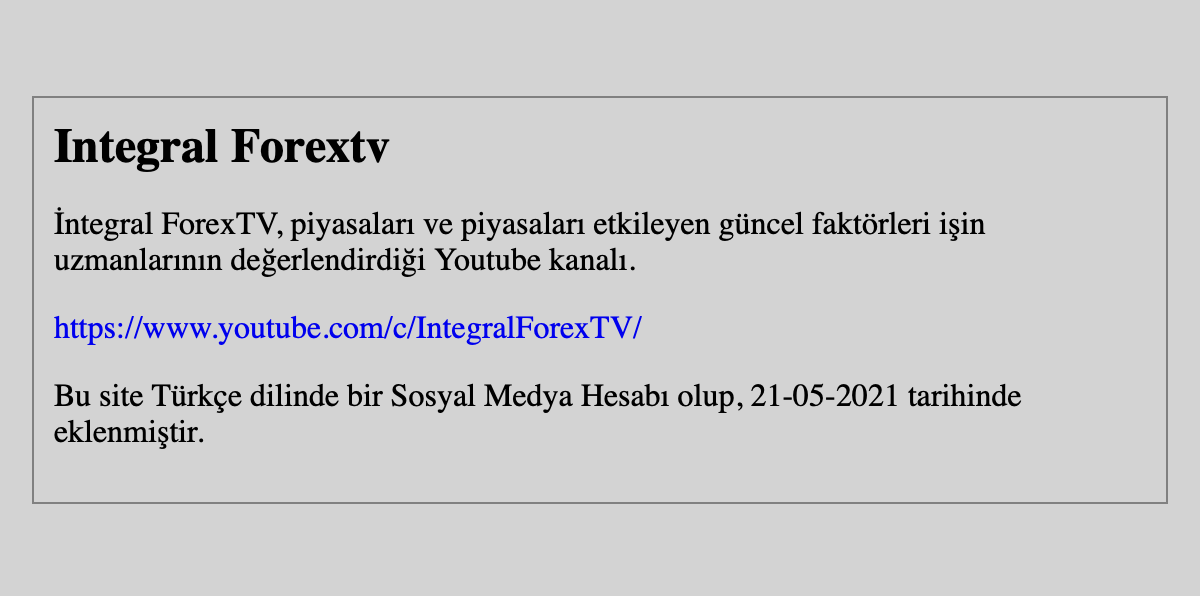 Integral Forextv
İntegral ForexTV, piyasaları ve piyasaları etkileyen güncel faktörleri işin
uzmanlarının değerlendirdiği Youtube kanalı.
https://www.youtube.com/c/IntegralForexTV/
Bu site Türkçe dilinde bir Sosyal Medya Hesabı olup, 21-05-2021 tarihinde
eklenmiştir.